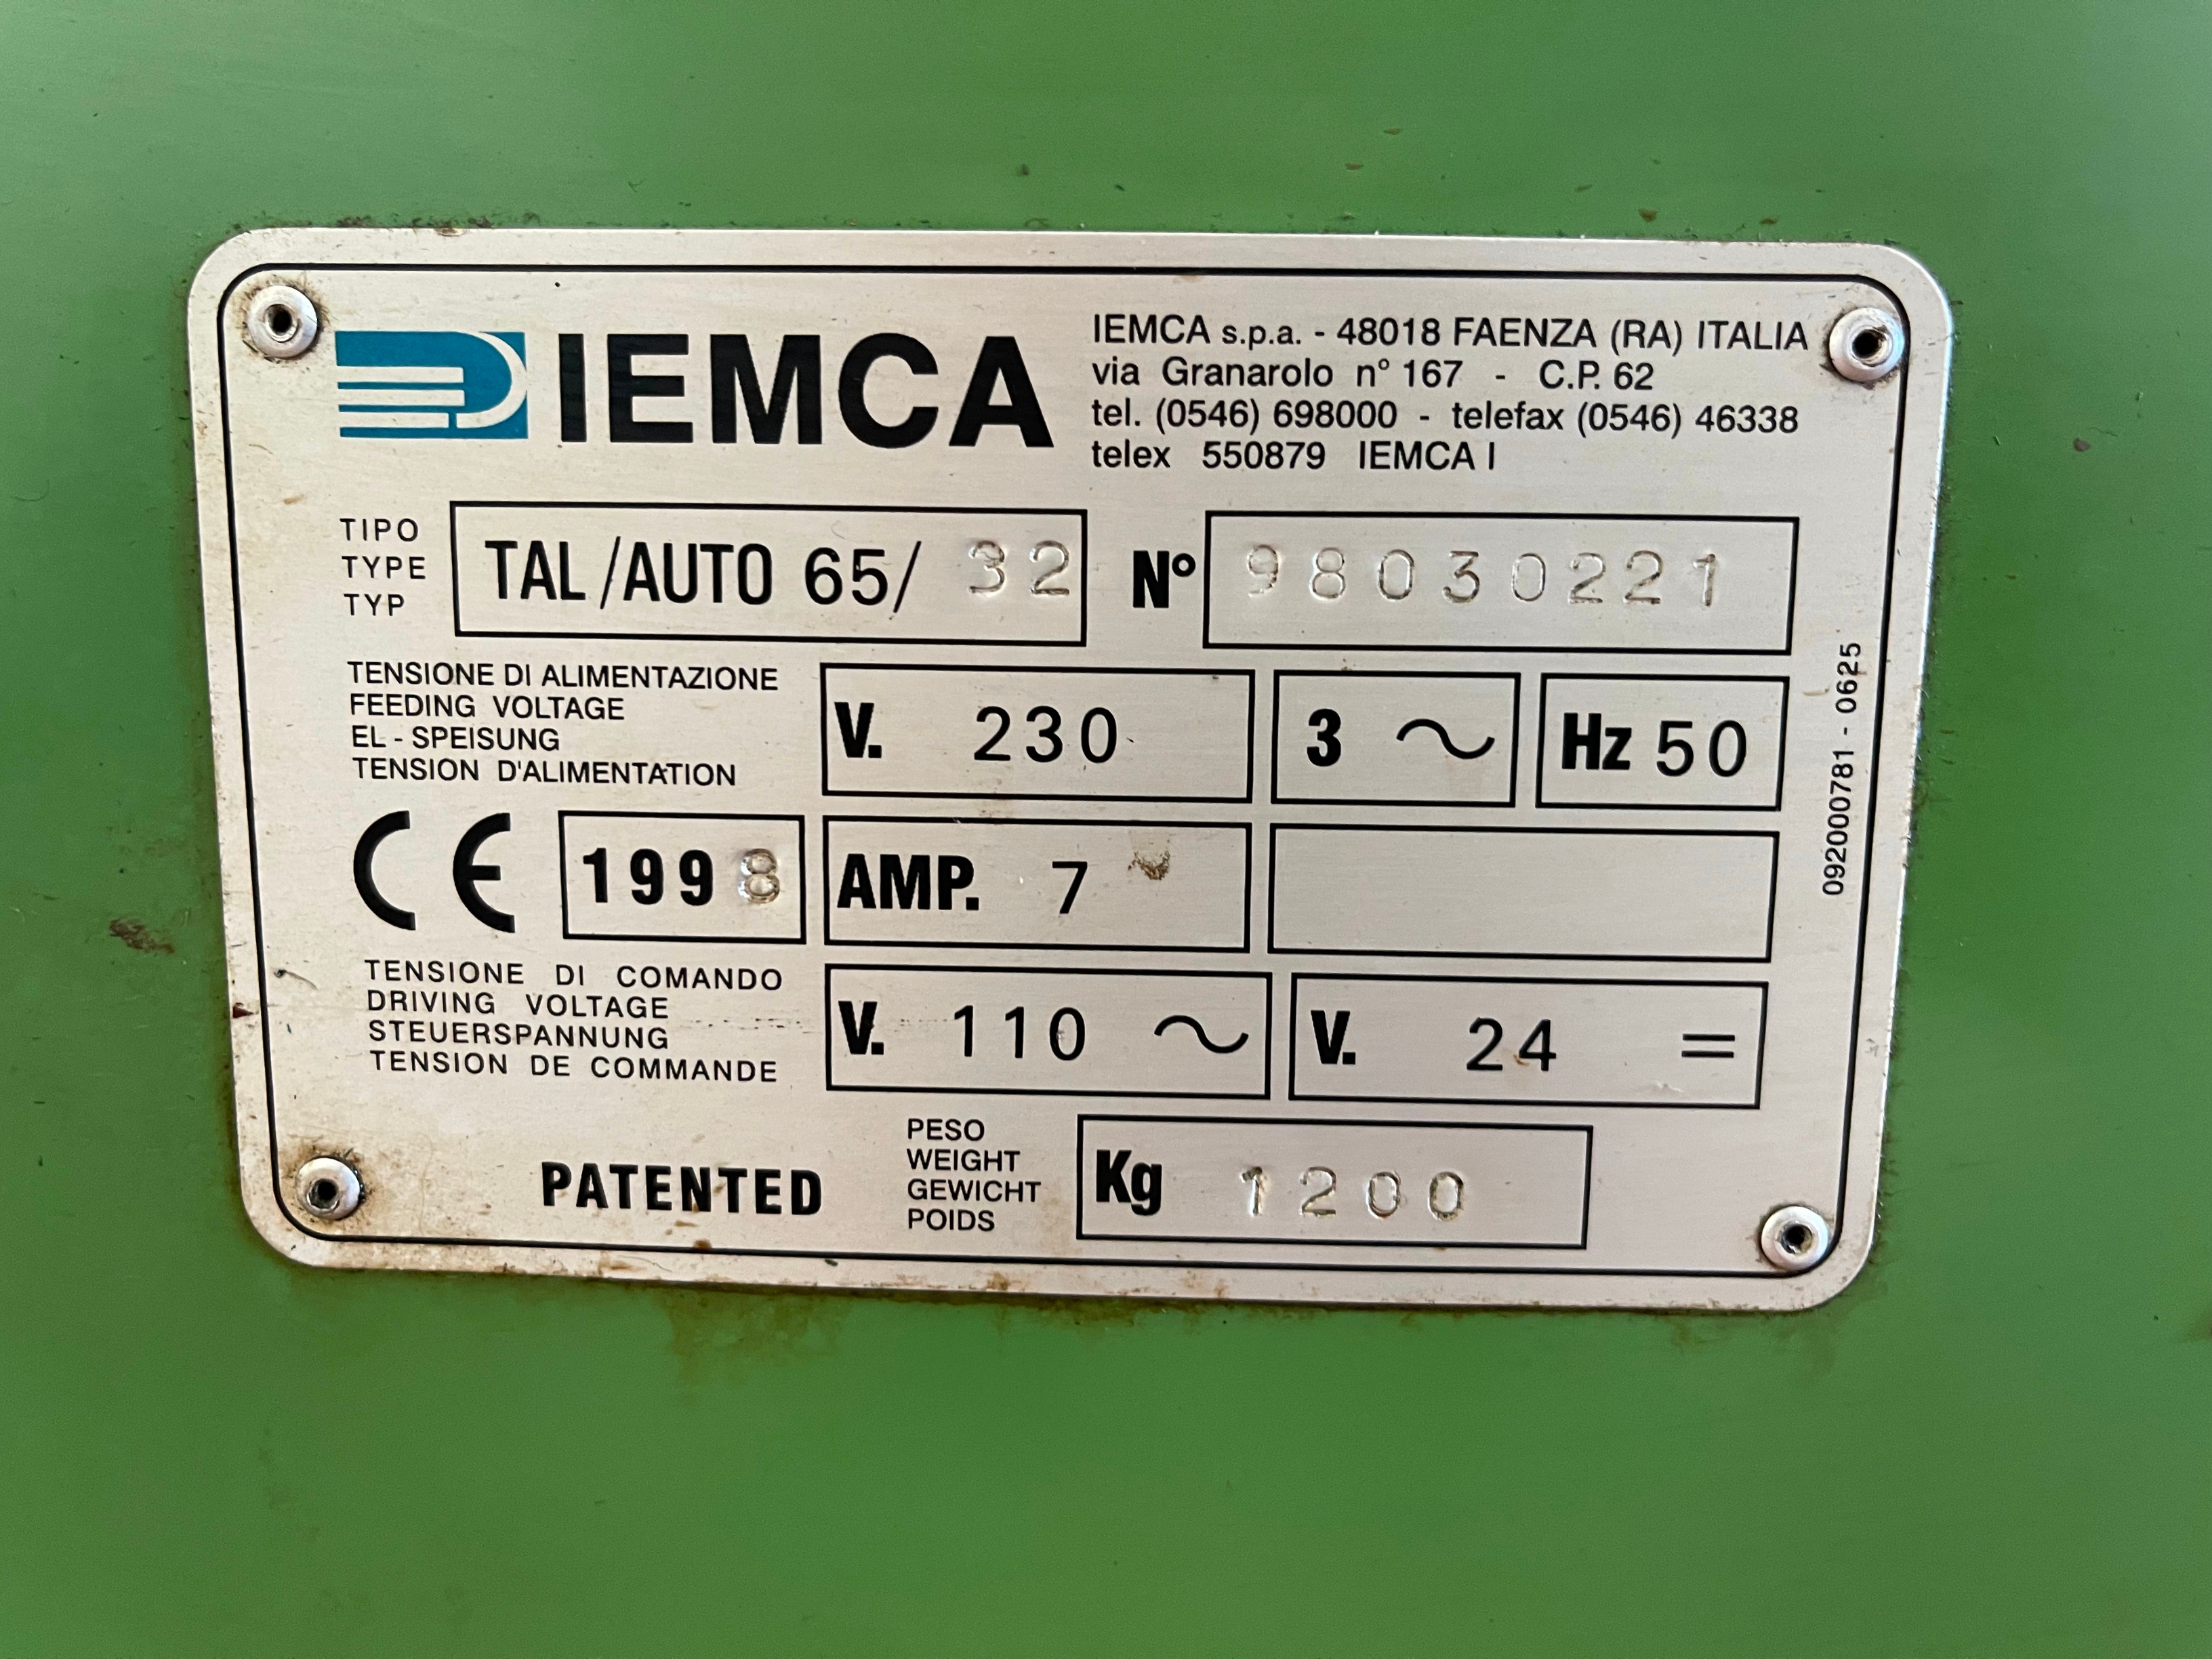 IEMCA
IEMCA s.p.a. - 48018 FAENZA (RA) ITALIA
via Granarolo n° 167 - C.P. 62
tel. (0546) 698000 - telefax (0546) 46338
telex 550879 IEMCA I
TIPO
TYPE
TYP
TAL/AUTO 65/ 32
N° 98030221
TENSIONE DI ALIMENTAZIONE
FEEDING VOLTAGE
EL - SPEISUNG
TENSION D'ALIMENTATION
V. 230
3 ~
Hz 50
CE
1998
AMP. 7
TENSIONE DI COMANDO
DRIVING VOLTAGE
STEUERSPANNUNG
TENSION DE COMMANDE
V. 110 ~
V. 24 =
PATENTED
PESO
WEIGHT
GEWICHT
POIDS
Kg 1200
092000781 - 0625